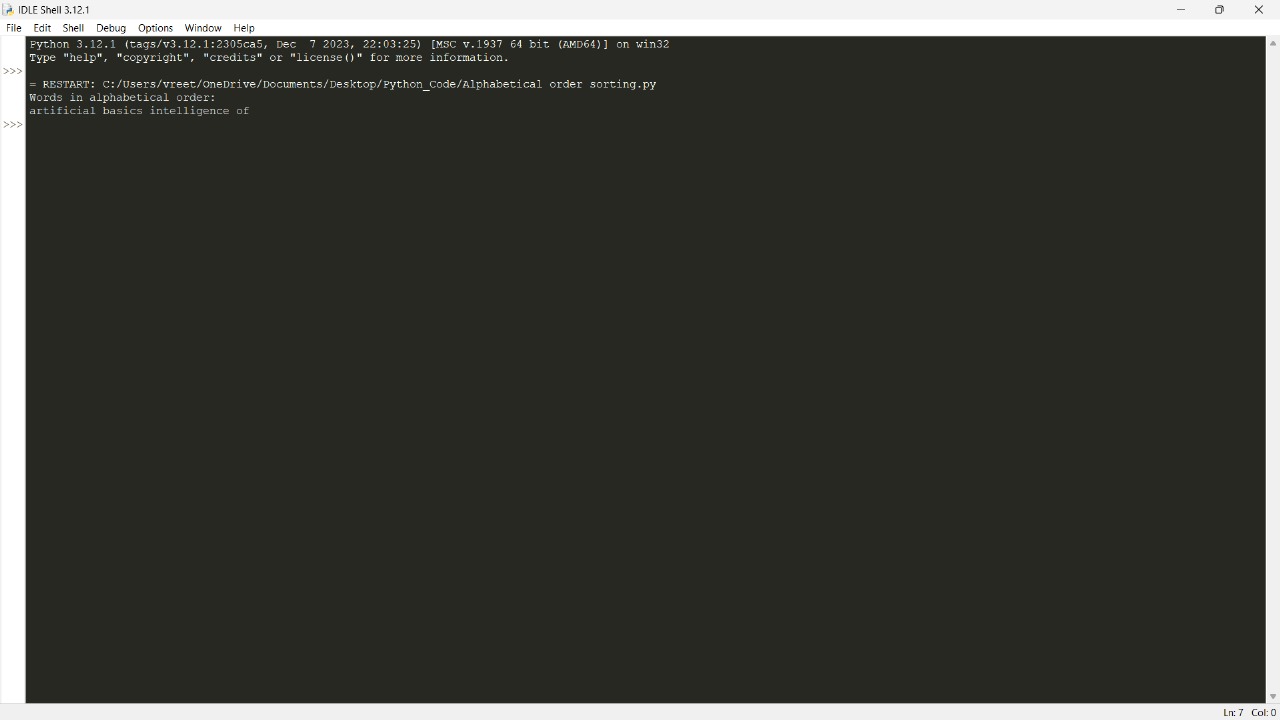 IDLE Shell 3.12.1
File Edit Shell Debug Options Window Help
Python 3.12.1 (tags/v3.12.1:2305ca5, Dec  7 2023, 22:03:25) [MSC v.1937 64 bit (AMD64)] on win32
Type "help", "copyright", "credits" or "license()" for more information.
>>>
= RESTART: C:/Users/vreet/OneDrive/Documents/Desktop/Python_Code/Alphabetical order sorting.py
Words in alphabetical order:
artificial basics intelligence of
>>>
Ln: 7 Col: 0